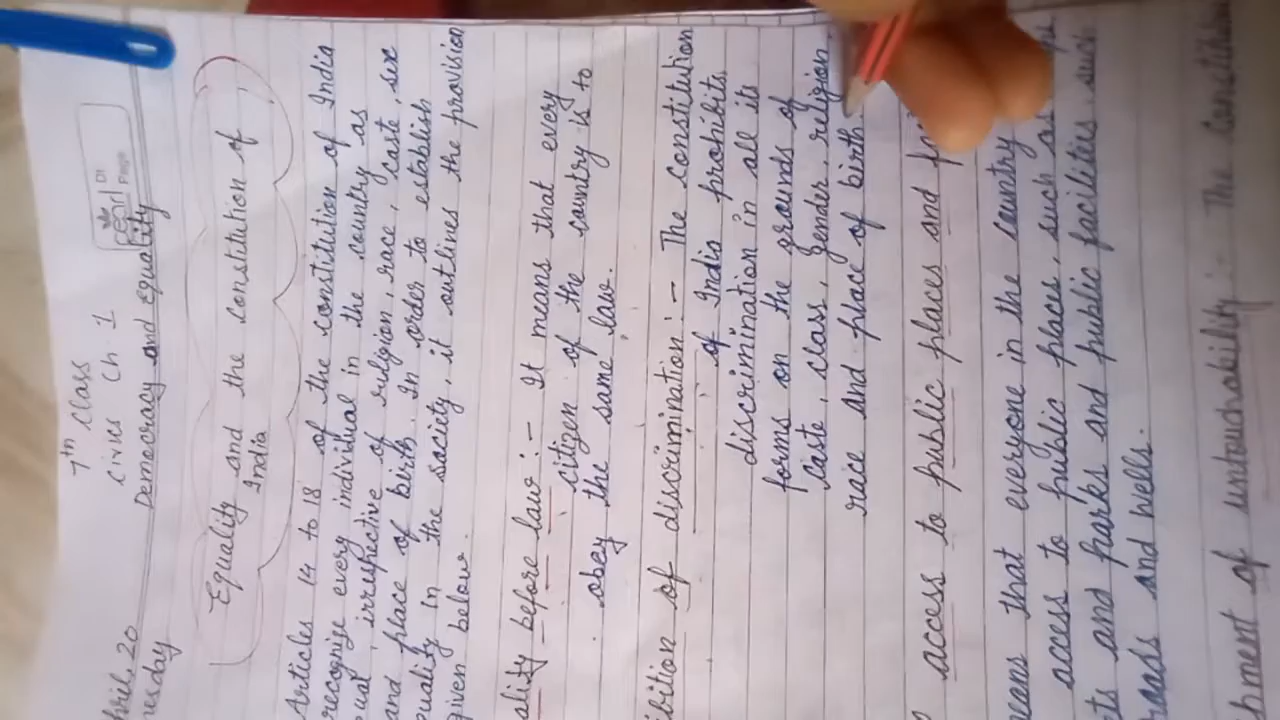 7th Class
Civics Ch. 1
Democracy and equality
pearl
Page
Equality and the constitution of
India
Articles 14 to 18 of the constitution of India
recognize every individual in the country as
irrespective of religion, race, caste, sex
and place of birth. In order to establish
in the society, it outlines the provision
given below.
before law :- It means that every
citizen of the country is to
obey the same law.
of discrimination :- The constitution
of India prohibits
discrimination in all its
forms on the grounds of
caste, class, gender, religion,
race and place of birth.
access to public places and
that everyone in the country
access to public places, such as
and parks and public facilities, such
roads and wells.
of untouchability :- The